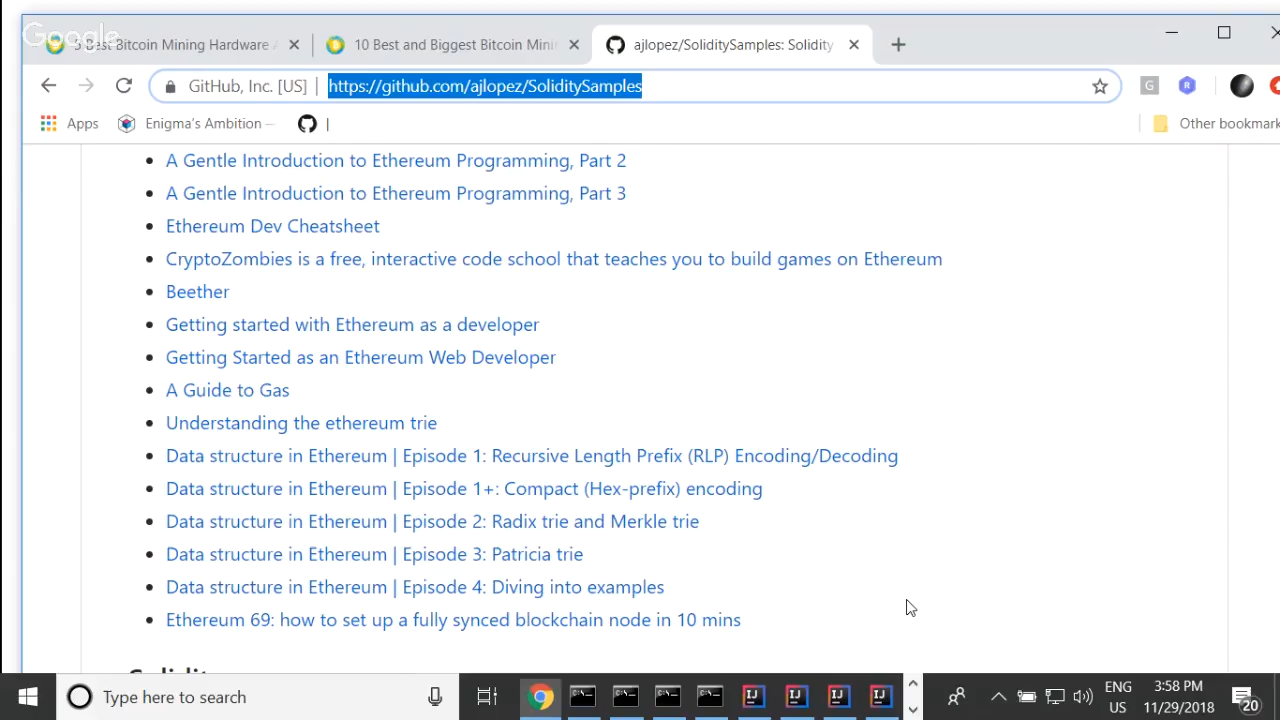 Google
5 Best Bitcoin Mining Hardware
10 Best and Biggest Bitcoin Mini
ajlopez/SoliditySamples: Solidity
GitHub, Inc. [US] | https://github.com/ajlopez/SoliditySamples
G
R
Apps
Enigma's Ambition —
|
Other bookmark
• A Gentle Introduction to Ethereum Programming, Part 2
• A Gentle Introduction to Ethereum Programming, Part 3
• Ethereum Dev Cheatsheet
• CryptoZombies is a free, interactive code school that teaches you to build games on Ethereum
• Beether
• Getting started with Ethereum as a developer
• Getting Started as an Ethereum Web Developer
• A Guide to Gas
• Understanding the ethereum trie
• Data structure in Ethereum | Episode 1: Recursive Length Prefix (RLP) Encoding/Decoding
• Data structure in Ethereum | Episode 1+: Compact (Hex-prefix) encoding
• Data structure in Ethereum | Episode 2: Radix trie and Merkle trie
• Data structure in Ethereum | Episode 3: Patricia trie
• Data structure in Ethereum | Episode 4: Diving into examples
• Ethereum 69: how to set up a fully synced blockchain node in 10 mins
Type here to search
ENG
US
3:58 PM
11/29/2018
20